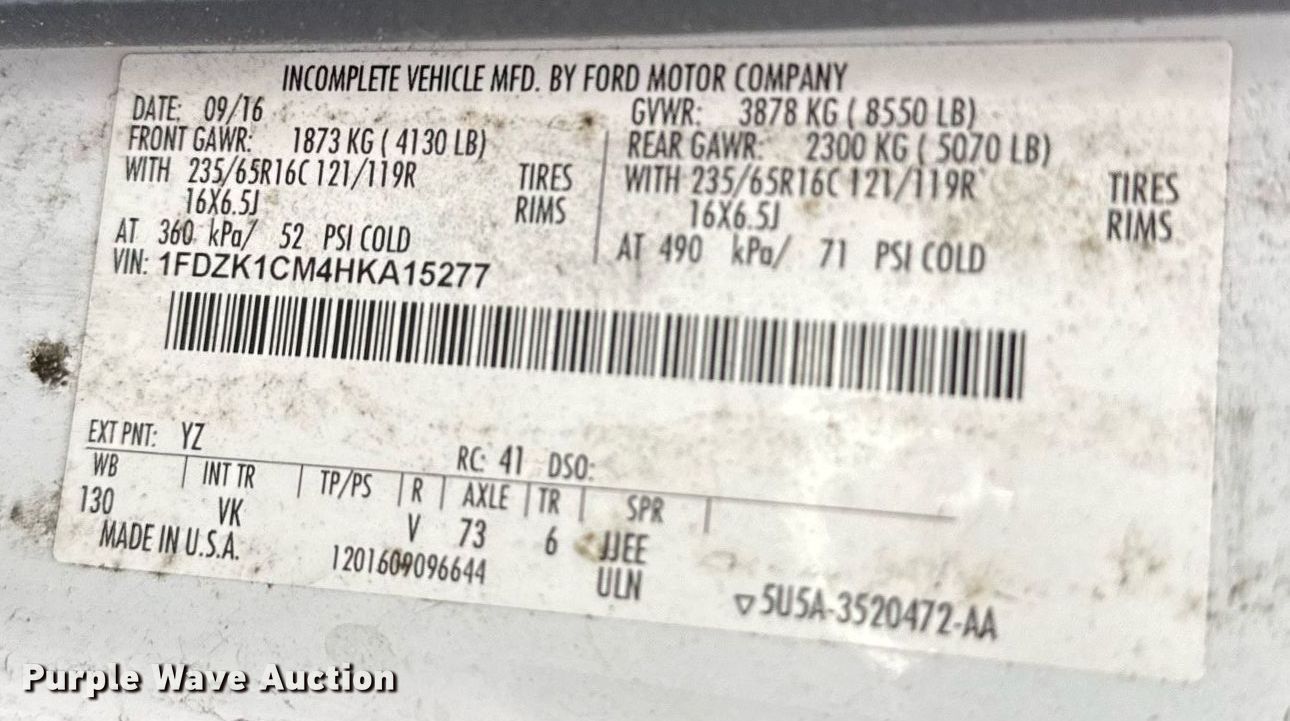 INCOMPLETE VEHICLE MFD. BY FORD MOTOR COMPANY
DATE: 09/16 GVWR: 3878 KG ( 8550 LB)
FRONT GAWR: 1873 KG ( 4130 LB) REAR GAWR: 2300 KG ( 5070 LB)
WITH 235/65R16C 121/119R TIRES WITH 235/65R16C 121/119R TIRES
16X6.5J RIMS 16X6.5J RIMS
AT 360 kPa/ 52 PSI COLD AT 490 kPa/ 71 PSI COLD
VIN: 1FDZK1CM4HKA15277
EXT PNT: YZ RC: 41 DSO:
WB INT TR TP/PS R AXLE TR SPR
130 VK V 73 6 JJEE
MADE IN U.S.A. 1201609096644 ULN
▽5U5A-3520472-AA
Purple Wave Auction